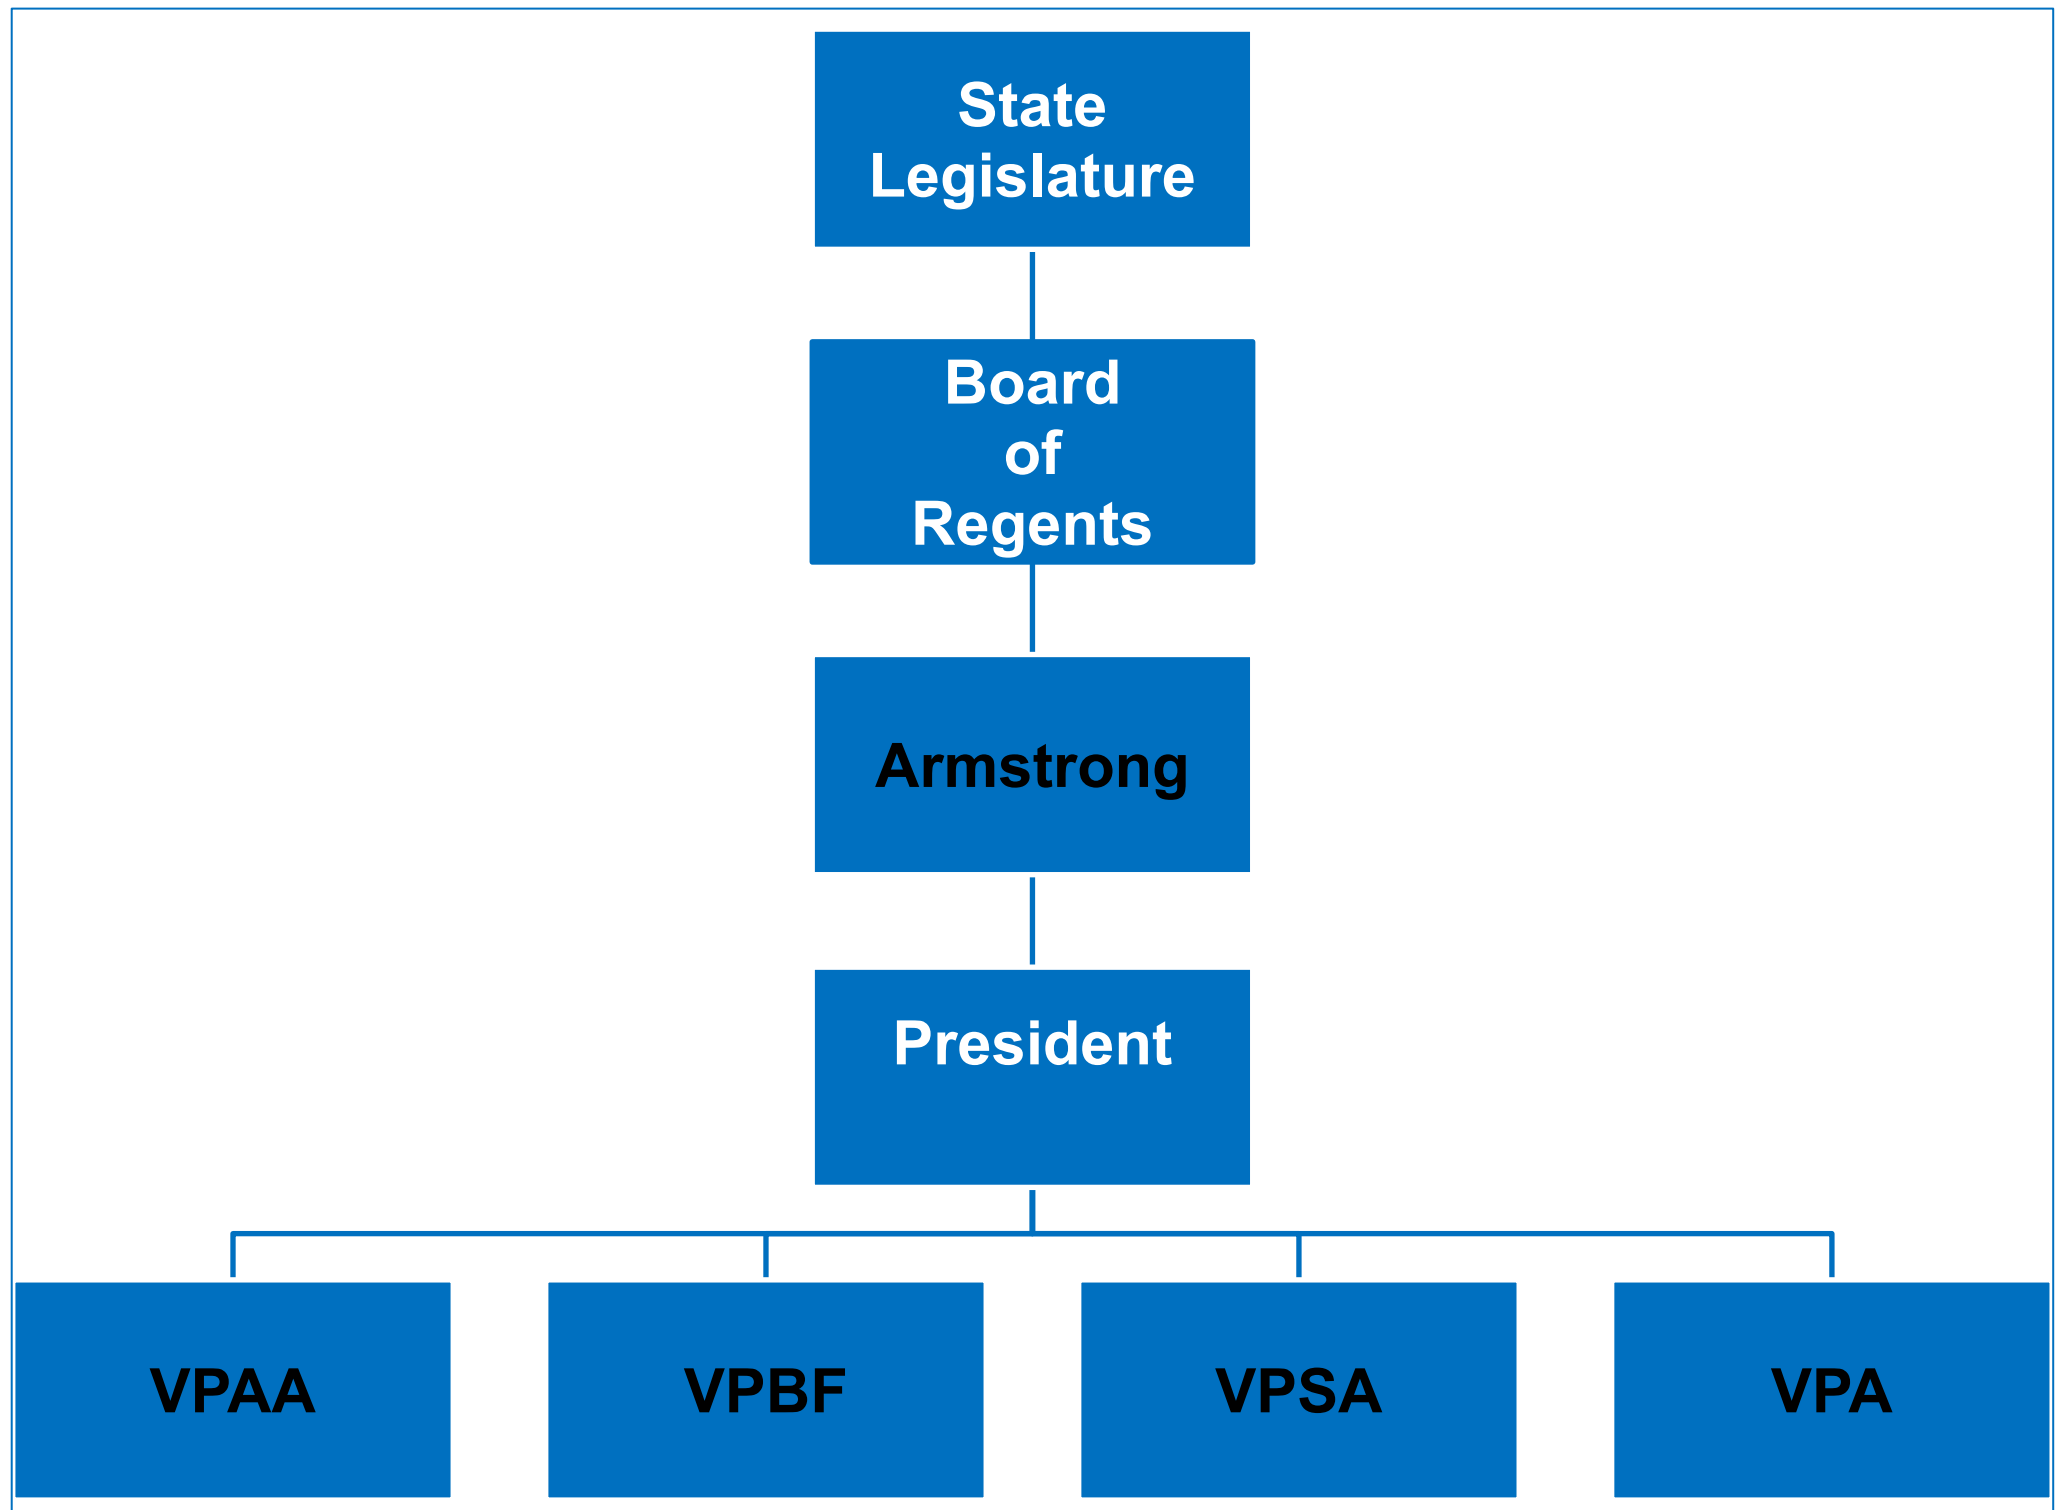 State
Legislature
Board
of
Regents
Armstrong
President
VPAA
VPBF
VPSA
VPA